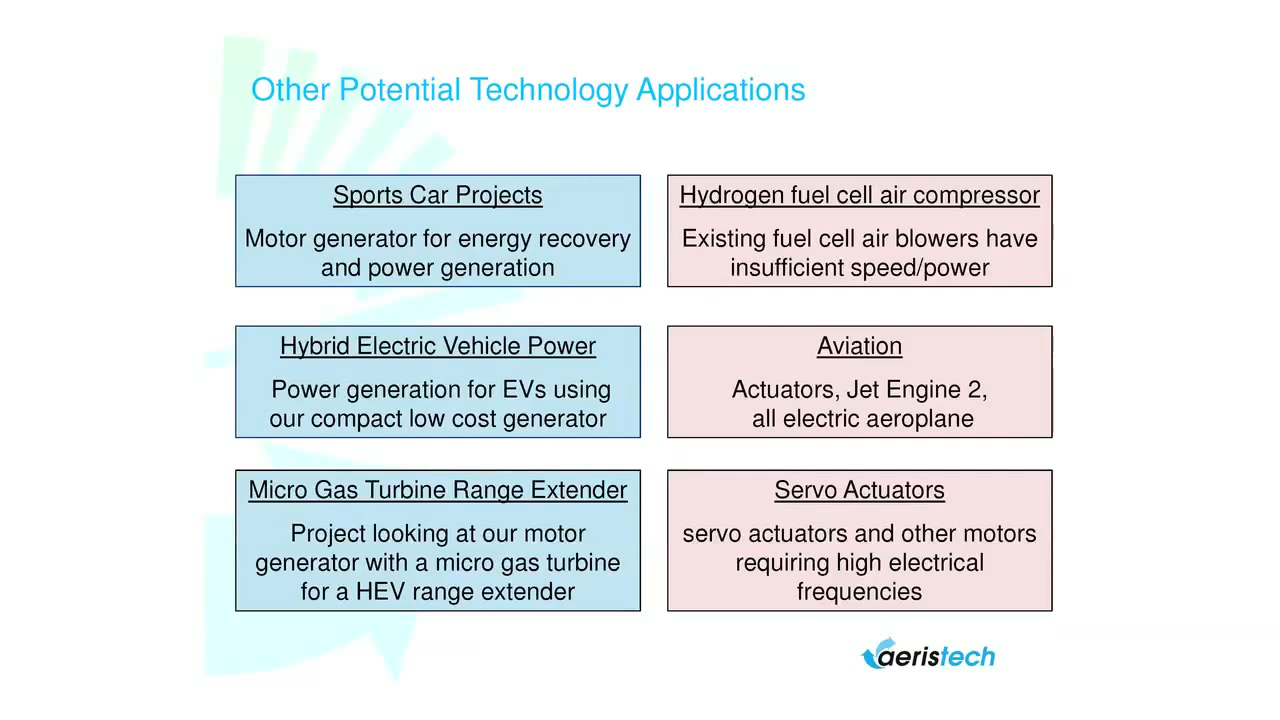 Other Potential Technology Applications
Sports Car Projects
Motor generator for energy recovery
and power generation
Hydrogen fuel cell air compressor
Existing fuel cell air blowers have
insufficient speed/power
Hybrid Electric Vehicle Power
Power generation for EVs using
our compact low cost generator
Aviation
Actuators, Jet Engine 2,
all electric aeroplane
Micro Gas Turbine Range Extender
Project looking at our motor
generator with a micro gas turbine
for a HEV range extender
Servo Actuators
servo actuators and other motors
requiring high electrical
frequencies
aeristech